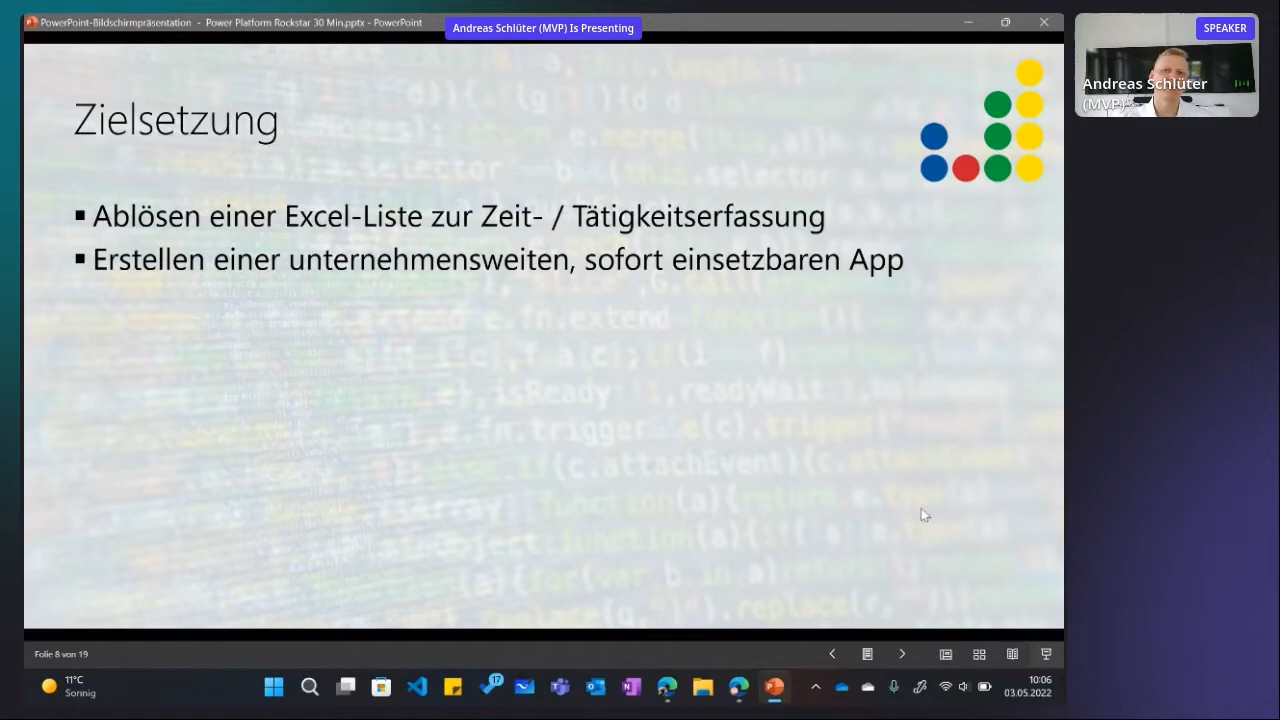 PowerPoint-Bildschirmpräsentation - Power Platform Rockstar 30 Min.pptx - PowerPoint
Andreas Schlüter (MVP) Is Presenting
SPEAKER
Andreas Schlüter
(MVP)
Zielsetzung
▪ Ablösen einer Excel-Liste zur Zeit- / Tätigkeitserfassung
▪ Erstellen einer unternehmensweiten, sofort einsetzbaren App
Folie 8 von 19
11°C
Sonnig
17
10:06
03.05.2022